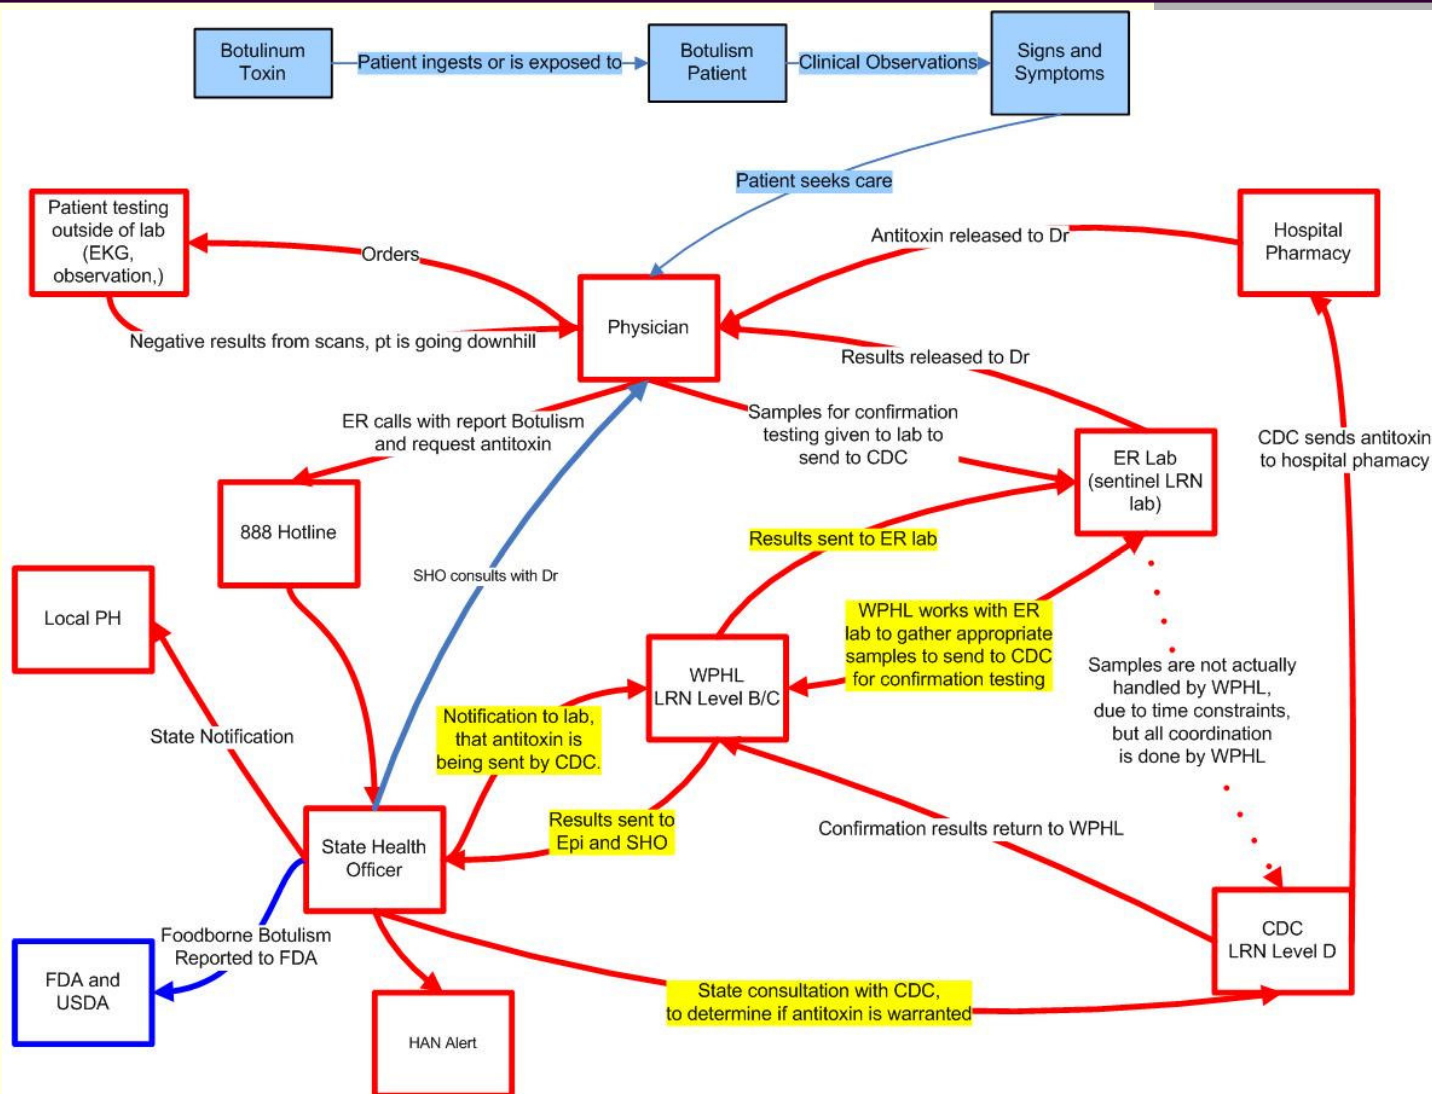 Botulinum
Toxin
Patient ingests or is exposed to
Botulism
Patient
Clinical Observations
Signs and
Symptoms
Patient seeks care
Patient testing
outside of lab
(EKG,
observation,)
Orders
Negative results from scans, pt is going downhill
Physician
Antitoxin released to Dr
Hospital
Pharmacy
Results released to Dr
ER calls with report Botulism
and request antitoxin
Samples for confirmation
testing given to lab to
send to CDC
ER Lab
(sentinel LRN
lab)
CDC sends antitoxin
to hospital phamacy
888 Hotline
Results sent to ER lab
SHO consults with Dr
Local PH
WPHL works with ER
lab to gather appropriate
samples to send to CDC
for confirmation testing
WPHL
LRN Level B/C
Samples are not actually
handled by WPHL,
due to time constraints,
but all coordination
is done by WPHL
State Notification
Notification to lab,
that antitoxin is
being sent by CDC.
Results sent to
Epi and SHO
Confirmation results return to WPHL
State Health
Officer
CDC
LRN Level D
Foodborne Botulism
Reported to FDA
FDA and
USDA
State consultation with CDC,
to determine if antitoxin is warranted
HAN Alert